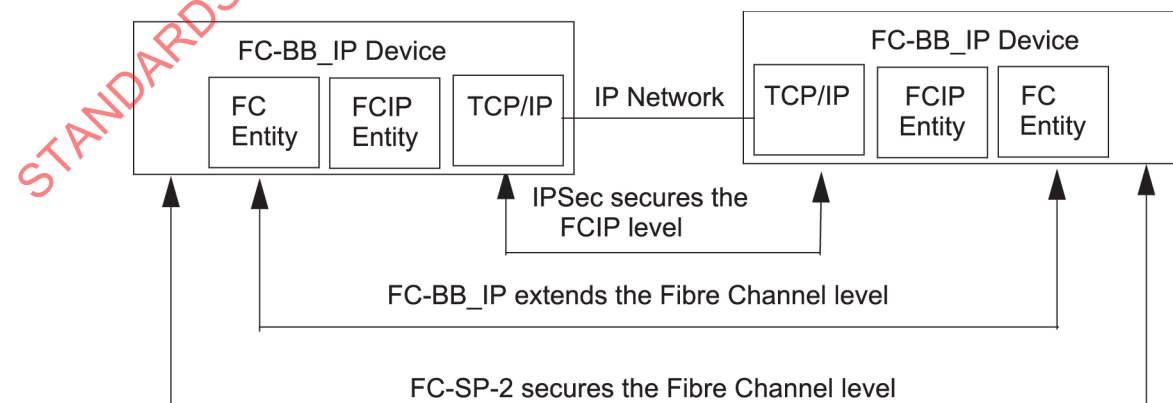 STANDARDS
FC-BB_IP Device
FC-BB_IP Device
FC
Entity
FCIP
Entity
TCP/IP
IP Network
TCP/IP
FCIP
Entity
FC
Entity
IPSec secures the
FCIP level
FC-BB_IP extends the Fibre Channel level
FC-SP-2 secures the Fibre Channel level